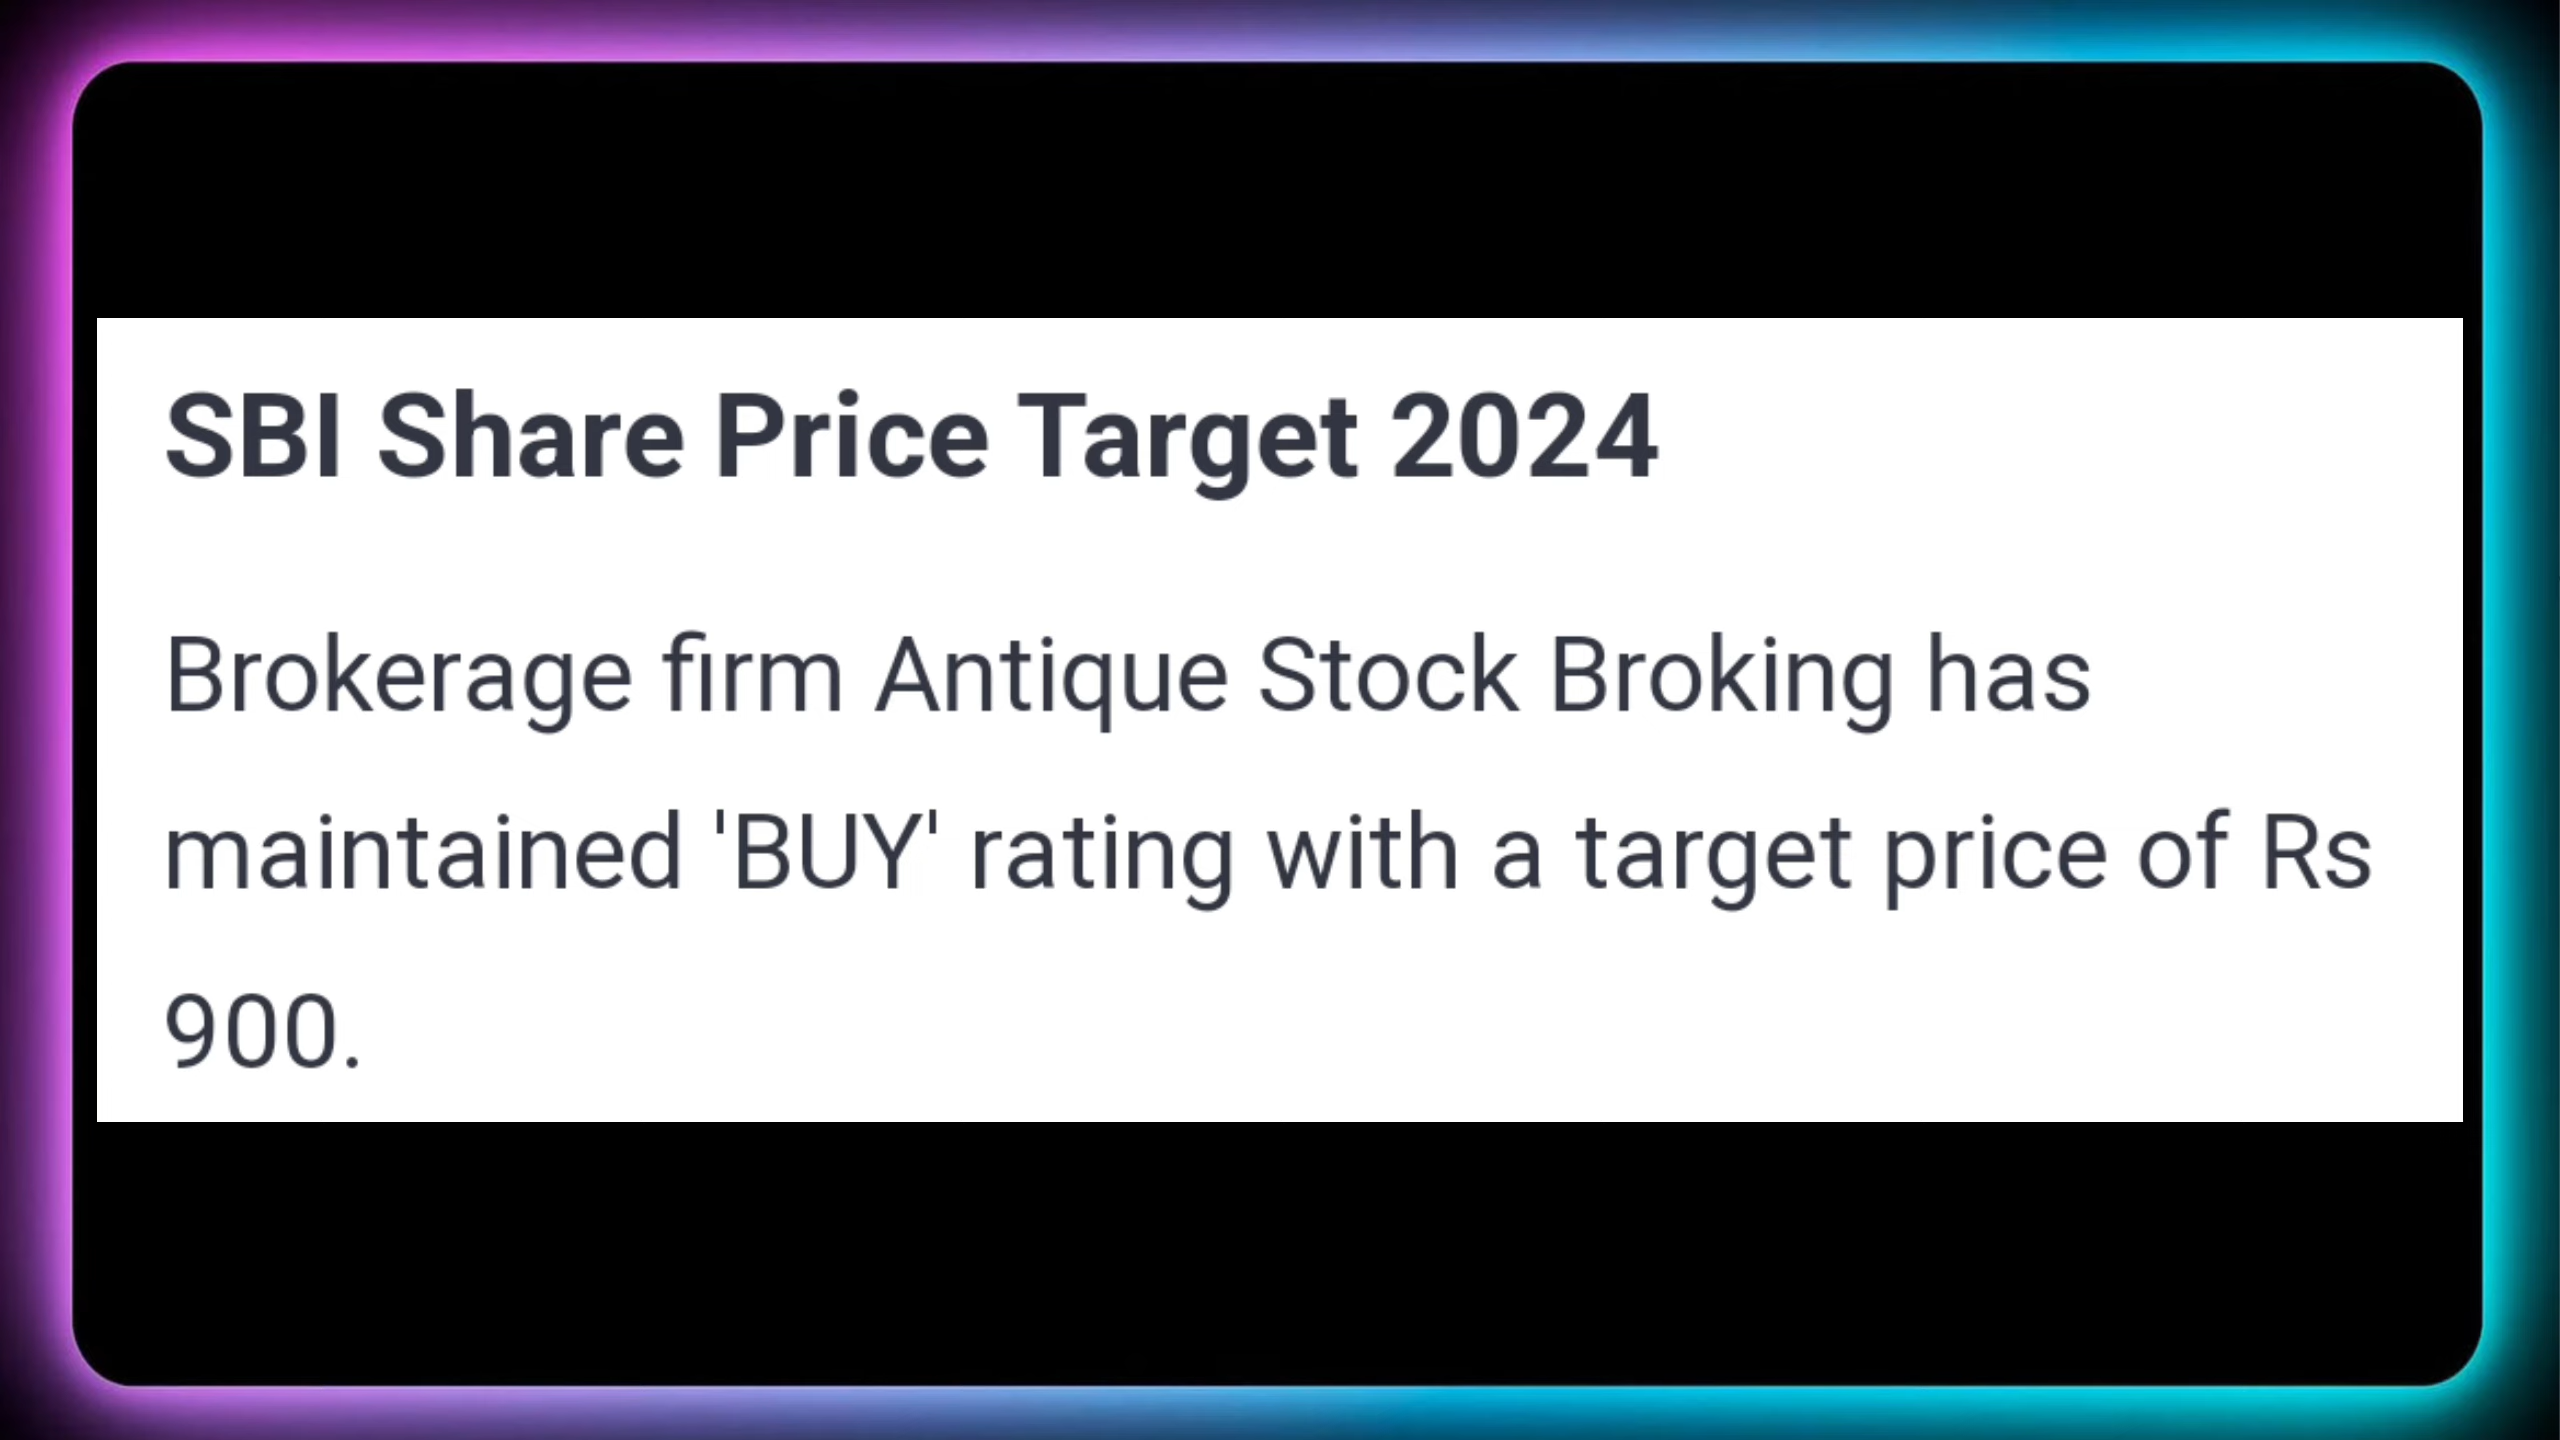 SBI Share Price Target 2024
Brokerage firm Antique Stock Broking has
maintained 'BUY' rating with a target price of Rs
900.